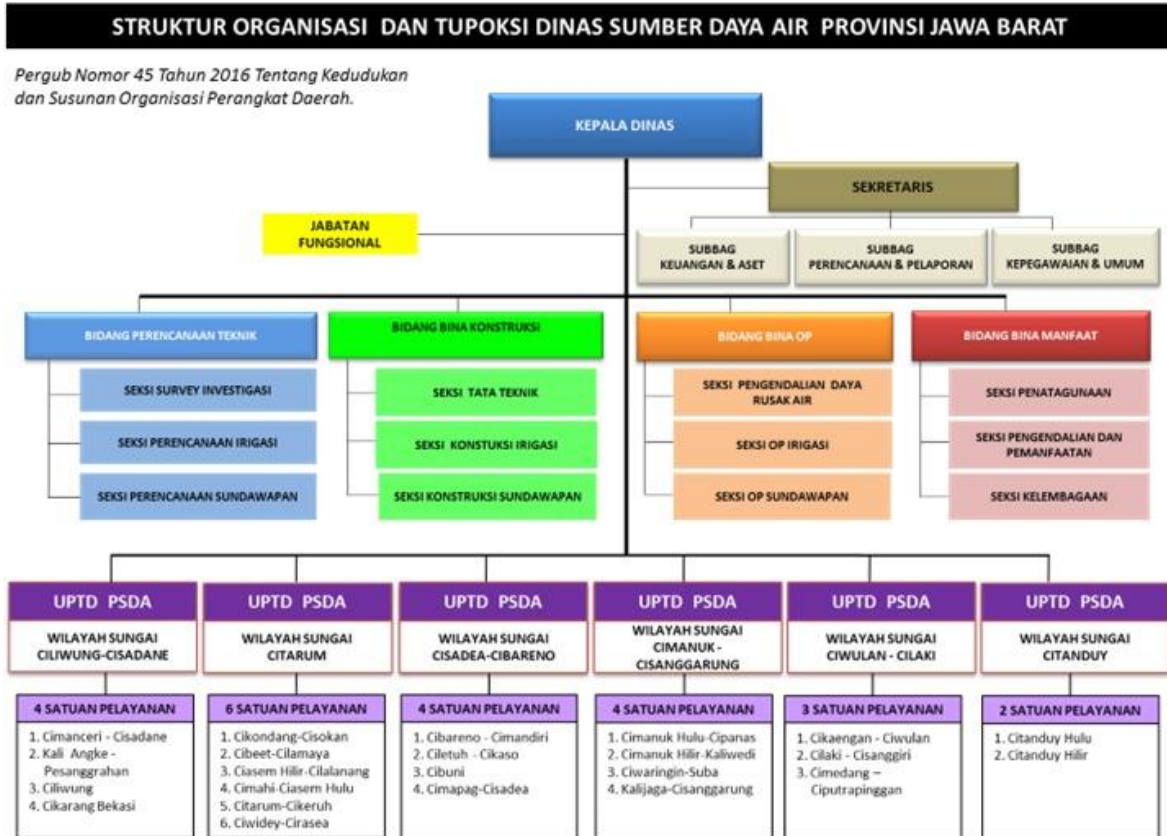 STRUKTUR ORGANISASI DAN TUPOKSI DINAS SUMBER DAYA AIR PROVINSI JAWA BARAT
Pergub Nomor 45 Tahun 2016 Tentang Kedudukan
dan Susunan Organisasi Perangkat Daerah.
KEPALA DINAS
SEKRETARIS
JABATAN
FUNGSIONAL
SUBBAG
KEUANGAN & ASET
SUBBAG
PERENCANAAN & PELAPORAN
SUBBAG
KEPEGAWAIAN & UMUM
BIDANG PERENCANAAN TEKNIK
SEKSI SURVEY INVESTIGASI
SEKSI PERENCANAAN IRIGASI
SEKSI PERENCANAAN SUNDAWAPAN
BIDANG BINA KONSTRUKSI
SEKSI TATA TEKNIK
SEKSI KONSTUKSI IRIGASI
SEKSI KONSTRUKSI SUNDAWAPAN
BIDANG BINA OP
SEKSI PENGENDALIAN DAYA
RUSAK AIR
SEKSI OP IRIGASI
SEKSI OP SUNDAWAPAN
BIDANG BINA MANFAAT
SEKSI PENATAGUNAAN
SEKSI PENGENDALIAN DAN
PEMANFAATAN
SEKSI KELEMBAGAAN
UPTD PSDA
WILAYAH SUNGAI
CILIWUNG-CISADANE
4 SATUAN PELAYANAN
1. Cimanceri - Cisadane
2. Kali Angke -
Pesanggrahan
3. Ciliwung
4. Cikarang Bekasi
UPTD PSDA
WILAYAH SUNGAI
CITARUM
6 SATUAN PELAYANAN
1. Cikondang-Cisokan
2. Cibeet-Cilamaya
3. Ciasem Hilir-Cilalanang
4. Cimahi-Ciasem Hulu
5. Citarum-Cikeruh
6. Ciwidey-Cirasea
UPTD PSDA
WILAYAH SUNGAI
CISADEA-CIBARENO
4 SATUAN PELAYANAN
1. Cibareno - Cimandiri
2. Ciletuh - Cikaso
3. Cibuni
4. Cimapag-Cisadea
UPTD PSDA
WILAYAH SUNGAI
CIMANUK -
CISANGGARUNG
4 SATUAN PELAYANAN
1. Cimanuk Hulu-Cipanas
2. Cimanuk Hilir-Kaliwedi
3. Ciwaringin-Suba
4. Kalijaga-Cisanggarung
UPTD PSDA
WILAYAH SUNGAI
CIWULAN - CILAKI
3 SATUAN PELAYANAN
1. Cikaengan - Ciwulan
2. Cilaki - Cisanggiri
3. Cimedang –
Ciputrapinggan
UPTD PSDA
WILAYAH SUNGAI
CITANDUY
2 SATUAN PELAYANAN
1. Citanduy Hulu
2. Citanduy Hilir